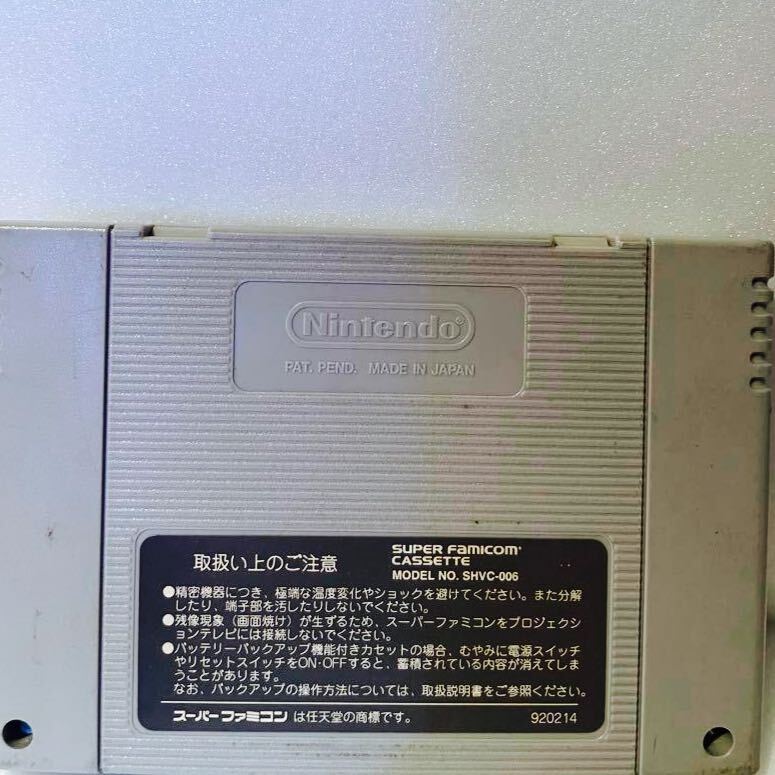 Nintendo®
PAT. PEND. MADE IN JAPAN
取扱い上のご注意
SUPER FAMICOM
CASSETTE
MODEL NO. SHVC-006
●精密機器につき、極端な温度変化やショックを避けてください。また分解
したり、端子部を汚したりしないでください。
●残像現象（画面焼け）が生ずるため、スーパーファミコンをプロジェクシ
ョンテレビには接続しないでください。
●バッテリーバックアップ機能付きカセットの場合、むやみに電源スイッチ
やリセットスイッチをON・OFFすると、蓄積されている内容が消えてしま
うことがあります。
なお、バックアップの操作方法については、取扱説明書をご参照ください。
スーパーファミコン は任天堂の商標です。 920214